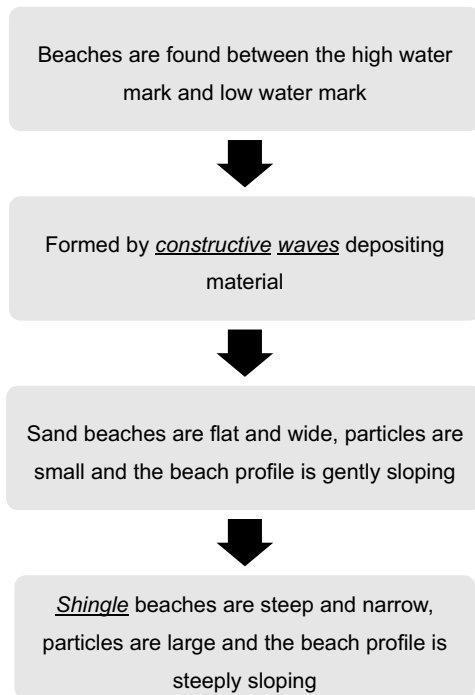 Beaches are found between the high water
mark and low water mark
Formed by constructive waves depositing
material
Sand beaches are flat and wide, particles are
small and the beach profile is gently sloping
Shingle beaches are steep and narrow,
particles are large and the beach profile is
steeply sloping